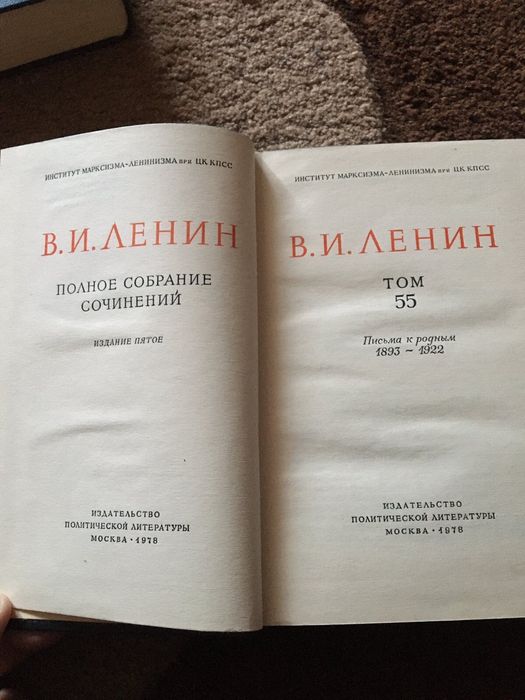 ИНСТИТУТ МАРКСИЗМА-ЛЕНИНИЗМА при ЦК КПСС
В. И. ЛЕНИН
ПОЛНОЕ СОБРАНИЕ
СОЧИНЕНИЙ
ИЗДАНИЕ ПЯТОЕ
ИЗДАТЕЛЬСТВО
ПОЛИТИЧЕСКОЙ ЛИТЕРАТУРЫ
МОСКВА · 1978
ИНСТИТУТ МАРКСИЗМА-ЛЕНИНИЗМА при ЦК КПСС
В. И. ЛЕНИН
ТОМ
55
Письма к родным
1893 ~ 1922
ИЗДАТЕЛЬСТВО
ПОЛИТИЧЕСКОЙ ЛИТЕРАТУРЫ
МОСКВА · 1978